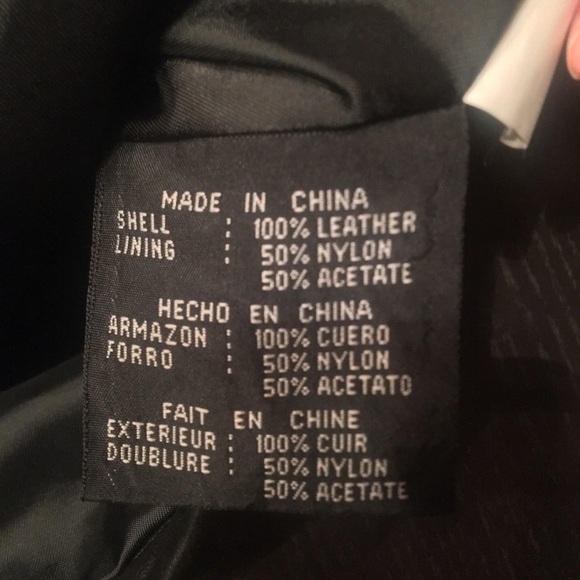 MADE IN CHINA
SHELL : 100% LEATHER
LINING : 50% NYLON
50% ACETATE
HECHO EN CHINA
ARMAZON : 100% CUERO
FORRO : 50% NYLON
50% ACETATO
FAIT EN CHINE
EXTERIEUR : 100% CUIR
DOUBLURE : 50% NYLON
50% ACETATE